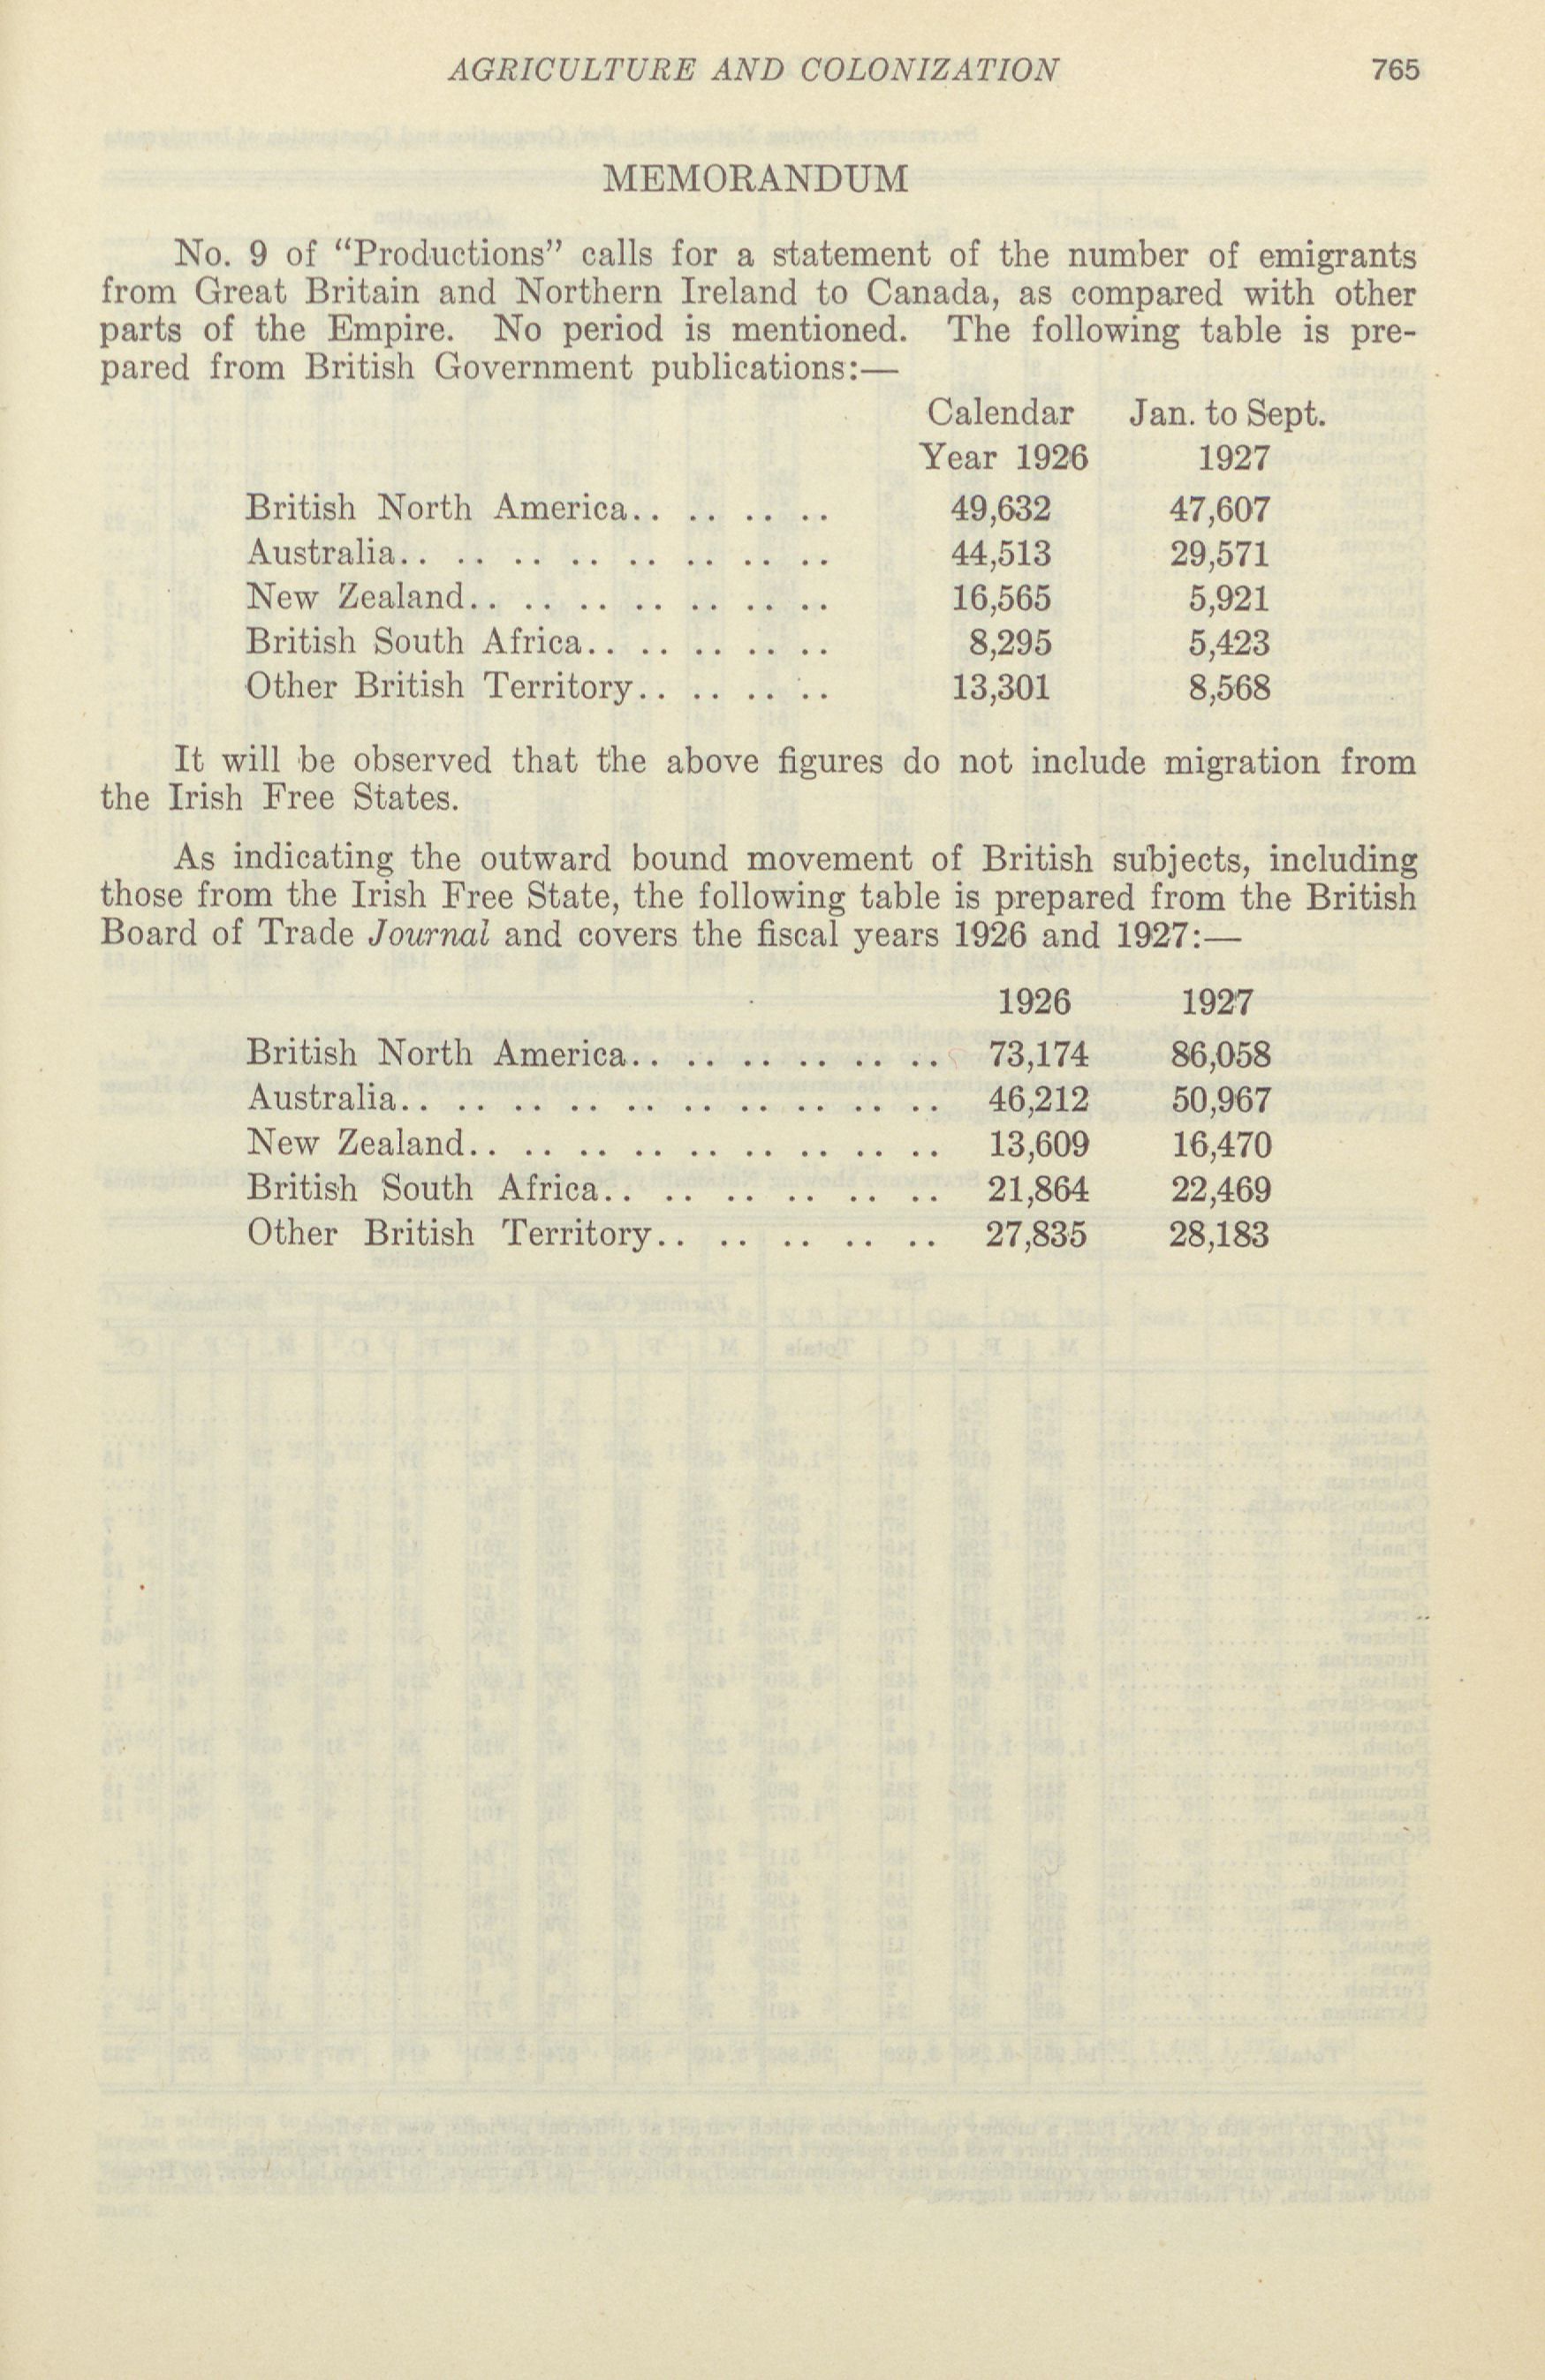 AGRICULTURE AND COLONIZATION 765
MEMORANDUM
No. 9 of "Productions" calls for a statement of the number of emigrants
from Great Britain and Northern Ireland to Canada, as compared with other
parts of the Empire. No period is mentioned. The following table is pre-
pared from British Government publications:—
Calendar Jan. to Sept.
Year 1926 1927
British North America.. .. .. .. 49,632 47,607
Australia.. .. .. .. .. .. .. .. 44,513 29,571
New Zealand.. .. .. .. .. .. .. 16,565 5,921
British South Africa.. .. .. .. .. 8,295 5,423
Other British Territory.. .. .. .. 13,301 8,568
It will be observed that the above figures do not include migration from
the Irish Free States.
As indicating the outward bound movement of British subjects, including
those from the Irish Free State, the following table is prepared from the British
Board of Trade Journal and covers the fiscal years 1926 and 1927:—
1926 1927
British North America.. .. .. .. .. .. 73,174 86,058
Australia.. .. .. .. .. .. .. .. .. .. 46,212 50,967
New Zealand.. .. .. .. .. .. .. .. .. 13,609 16,470
British South Africa.. .. .. .. .. .. 21,864 22,469
Other British Territory.. .. .. .. .. 27,835 28,183